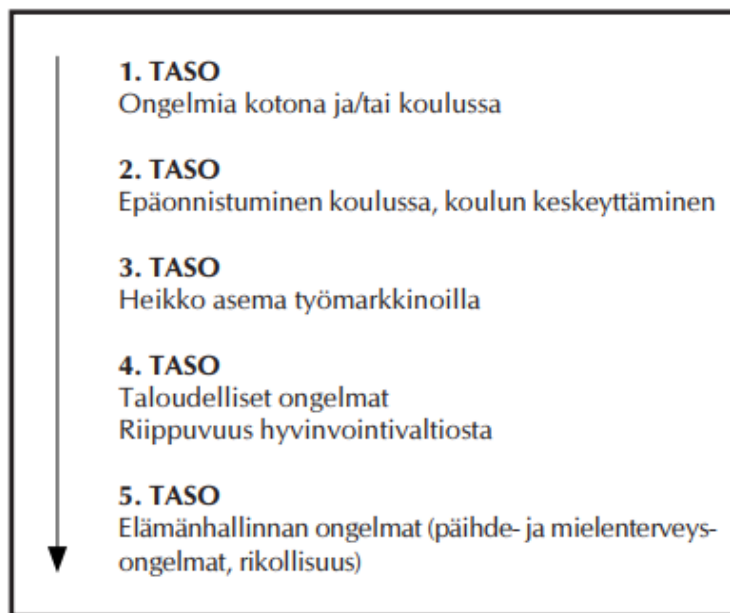 1. TASO
Ongelmia kotona ja/tai koulussa
2. TASO
Epäonnistuminen koulussa, koulun keskeyttäminen
3. TASO
Heikko asema työmarkkinoilla
4. TASO
Taloudelliset ongelmat
Riippuvuus hyvinvointivaltiosta
5. TASO
Elämänhallinnan ongelmat (päihde- ja mielenterveys-
ongelmat, rikollisuus)